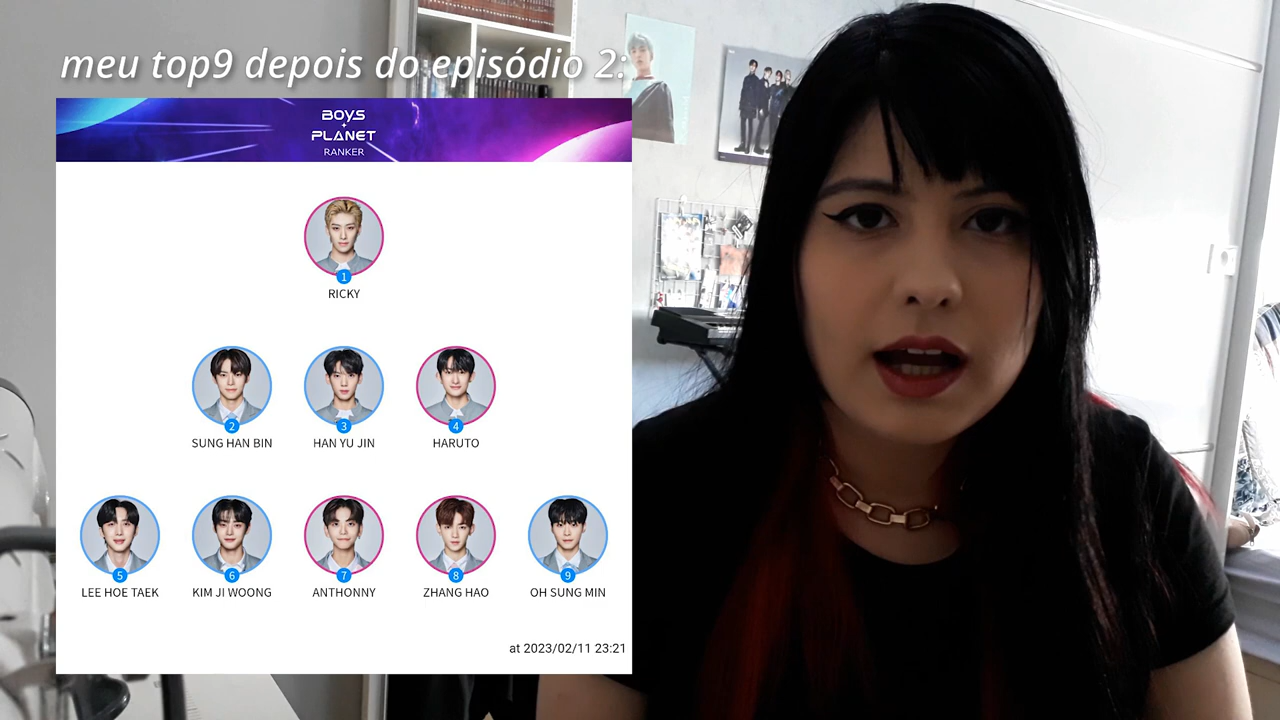 meu top9 depois do episódio 2:
BOYS
PLANET
RANKER
1
RICKY
2 3 4
SUNG HAN BIN HAN YU JIN HARUTO
5 6 7 8 9
LEE HOE TAEK KIM JI WOONG ANTHONNY ZHANG HAO OH SUNG MIN
at 2023/02/11 23:21